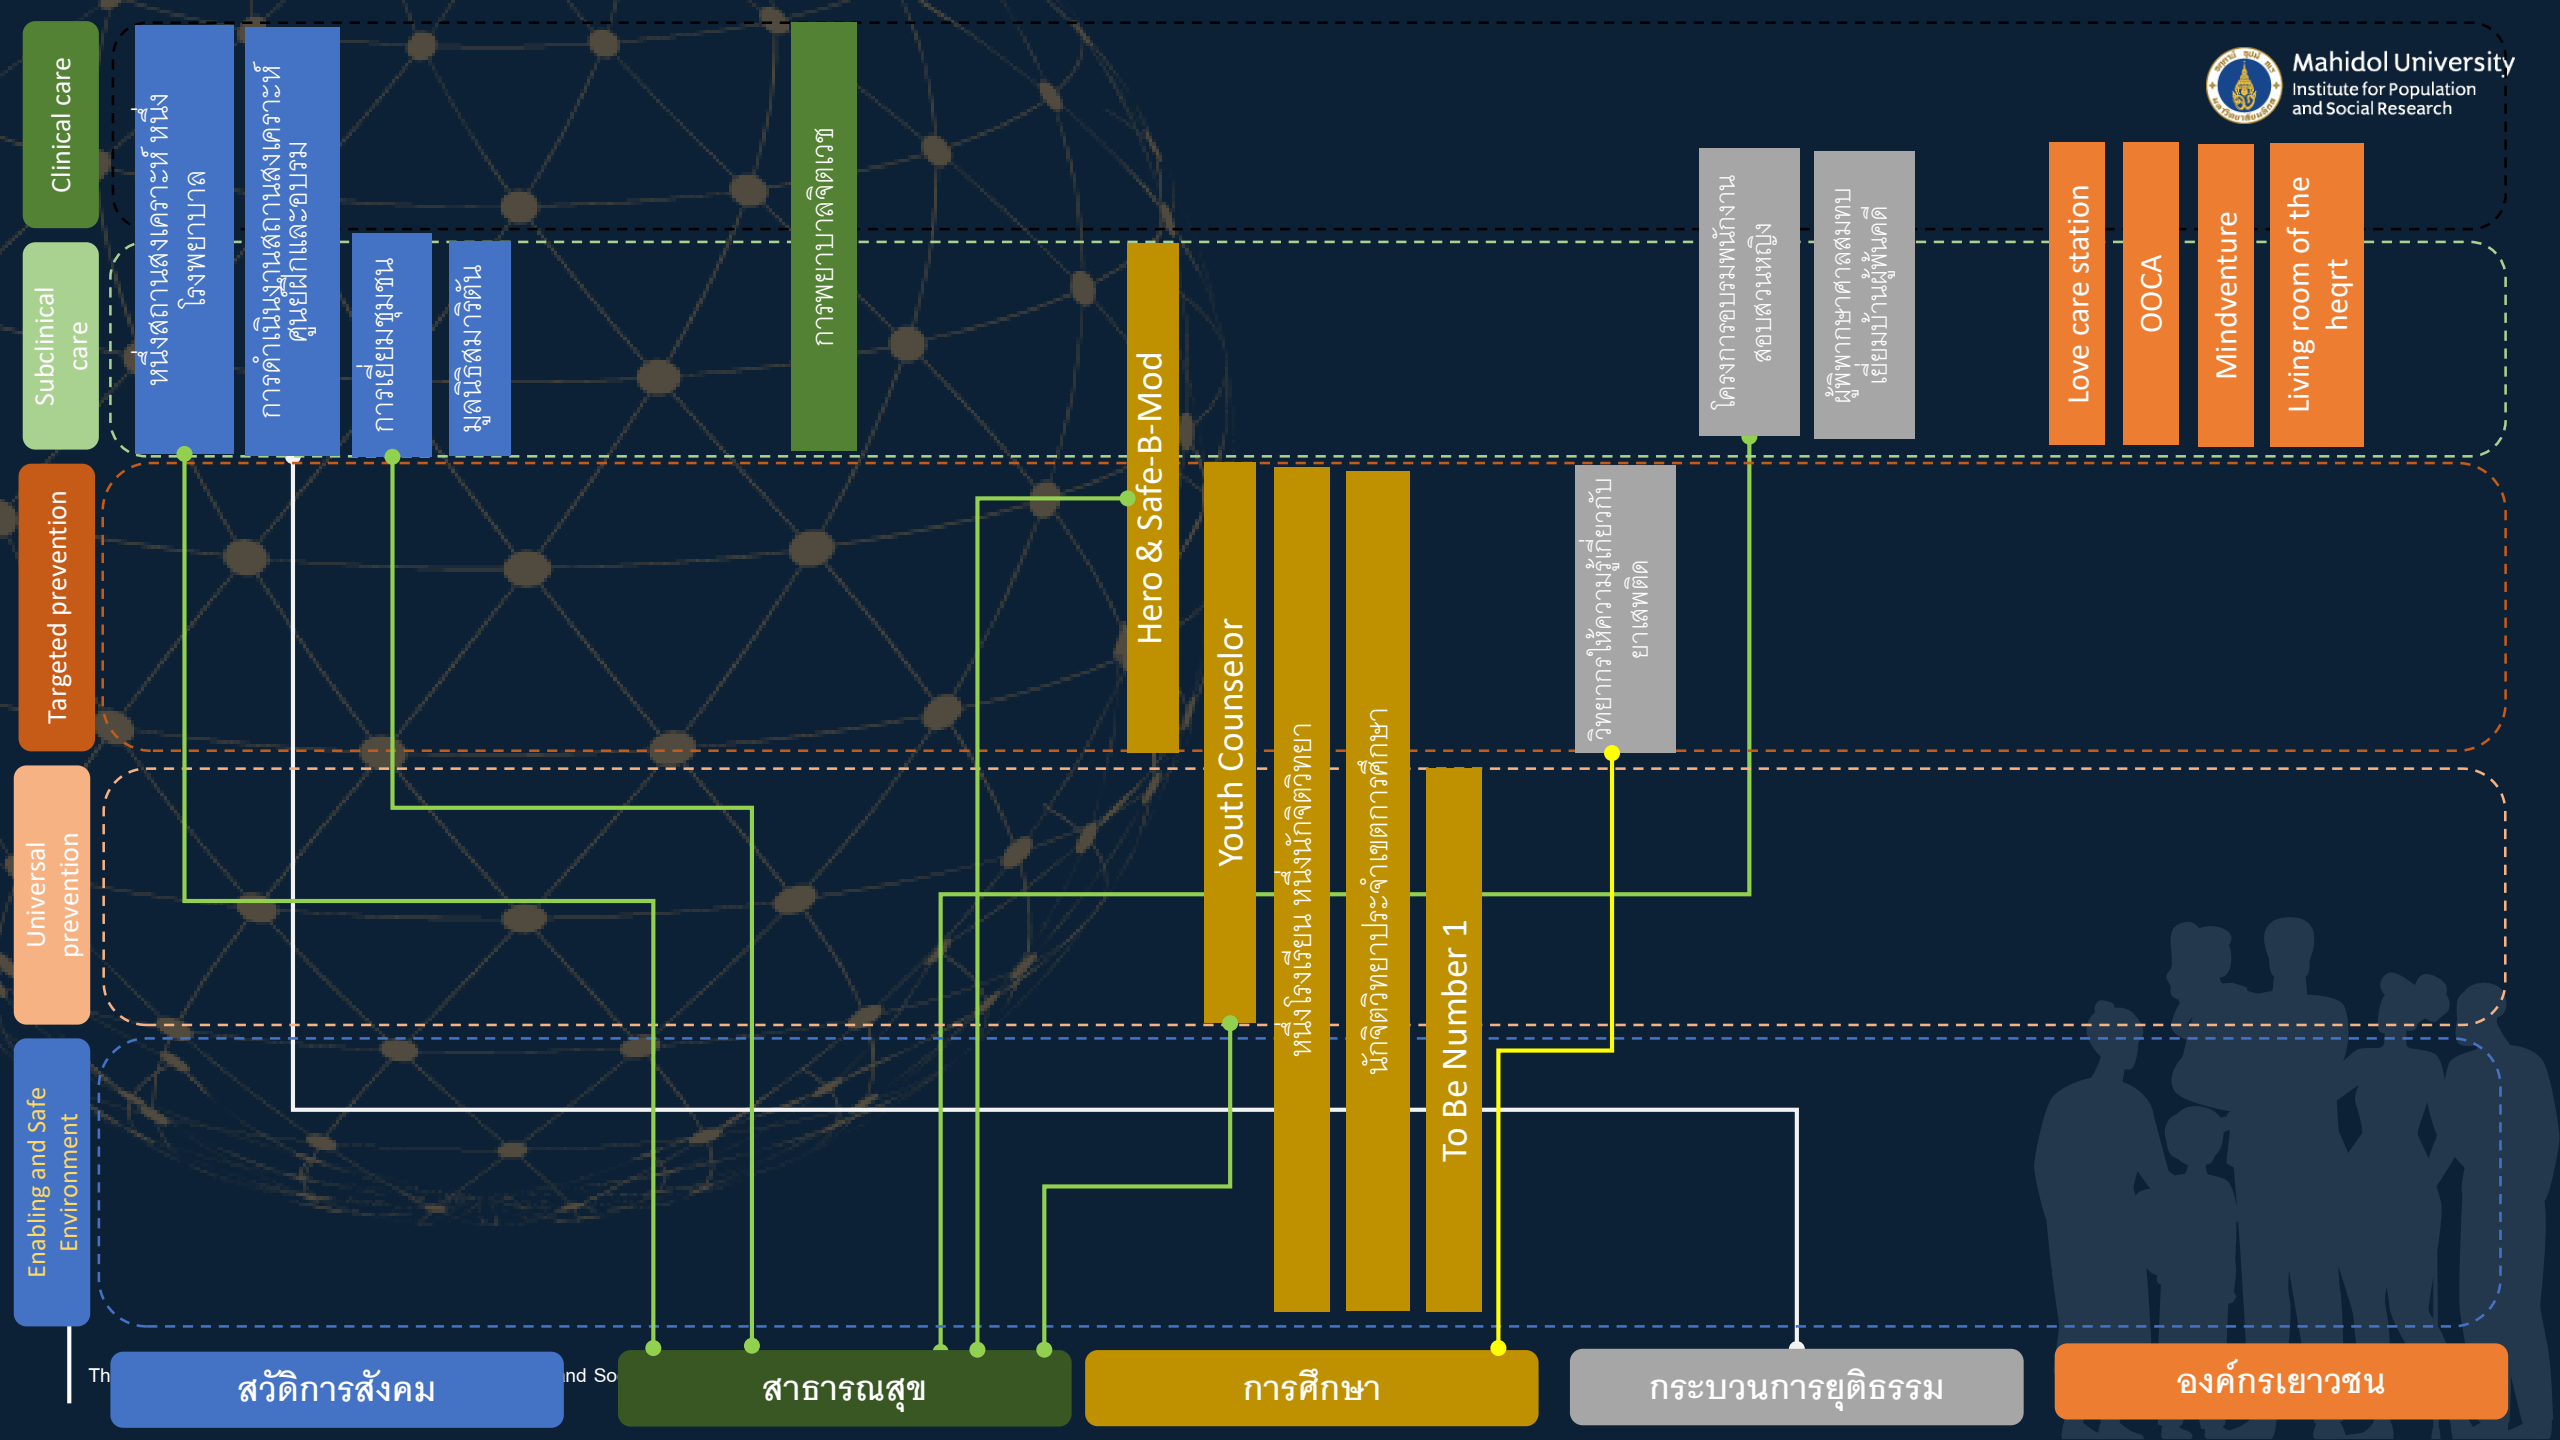 Clinical care
Subclinical
care
Targeted prevention
Universal
prevention
Enabling and Safe
Environment
หนึ่งสถานสงเคราะห์ หนึ่ง
โรงพยาบาล
การดำเนินงานสถานสงเคราะห์
ศูนย์ฝึกและอบรม
การเยี่ยมชุมชน
มูลนิธิสมาริตัน
การพยาบาลจิตเวช
Hero & Safe-B-Mod
Youth Counselor
หนึ่งโรงเรียน หนึ่งนักจิตวิทยา
นักจิตวิทยาประจำเขตการศึกษา
To Be Number 1
วิทยากรให้ความรู้เกี่ยวกับ
ยาเสพติด
โครงการอบรมพนักงาน
สอบสวนหญิง
ผู้พิพากษาศาลสมทบ
เยี่ยมบ้านผู้พ้นคดี
Love care station
OOCA
Mindventure
Living room of the
heqrt
Mahidol University
Institute for Population
and Social Research
สวัดิการสังคม
สาธารณสุข
การศึกษา
กระบวนการยุติธรรม
องค์กรเยาวชน